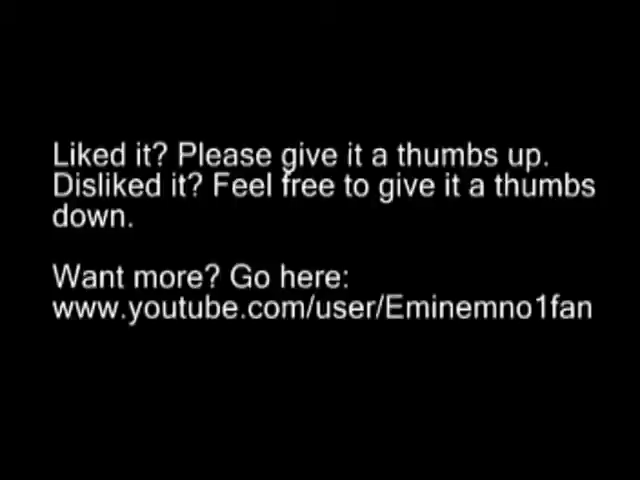 Liked it? Please give it a thumbs up.
Disliked it? Feel free to give it a thumbs
down.
Want more? Go here:
www.youtube.com/user/Eminemno1fan